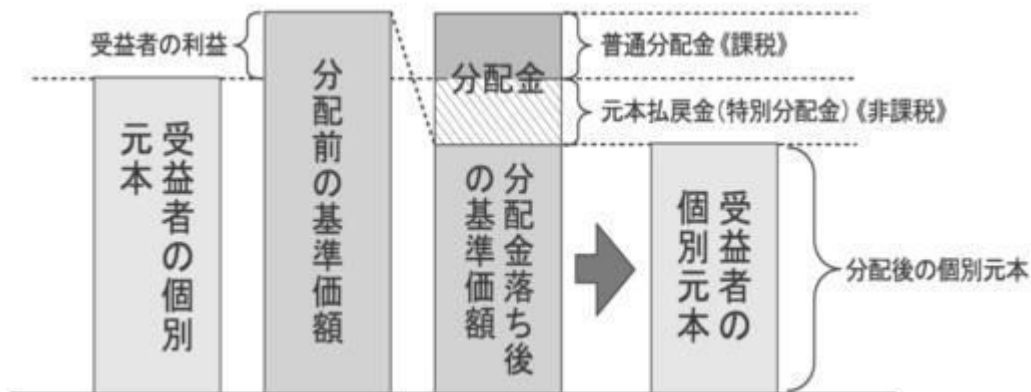 受益者の利益
普通分配金《課税》
分配金
元本払戻金(特別分配金)《非課税》
受益者の個別
元本
分配前の基準価額
分配金落ち後
の基準価額
受益者の
個別元本
分配後の個別元本